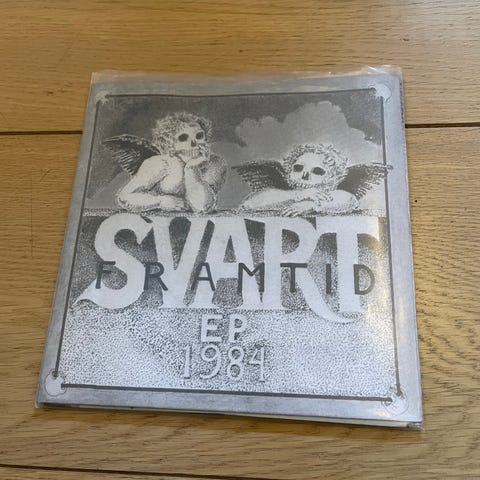 SVART
FRAMTID
EP
1984